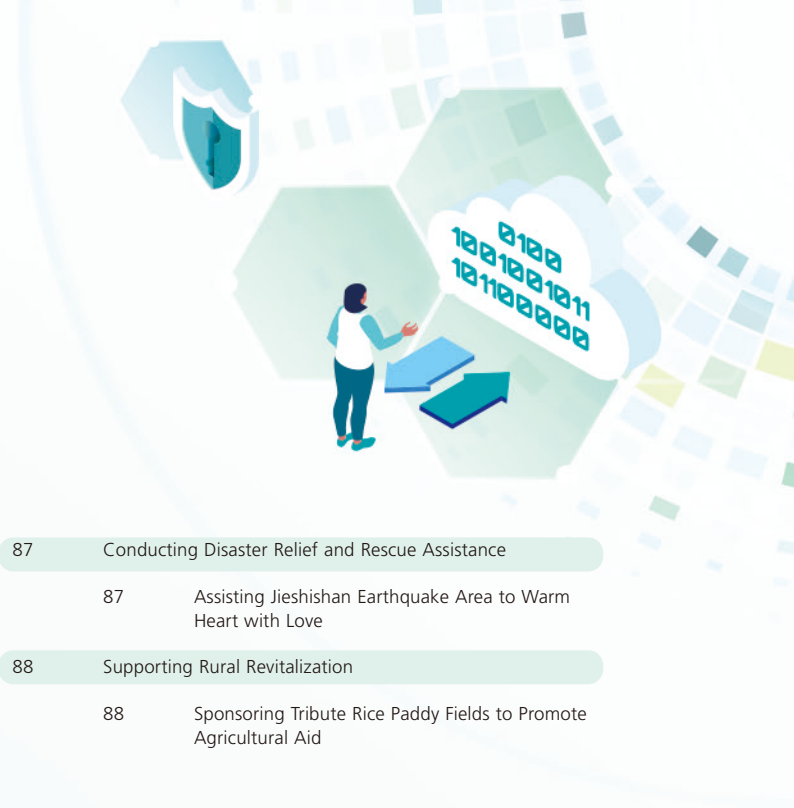 0100
1001001011
101100000
87 Conducting Disaster Relief and Rescue Assistance
87 Assisting Jieshishan Earthquake Area to Warm
Heart with Love
88 Supporting Rural Revitalization
88 Sponsoring Tribute Rice Paddy Fields to Promote
Agricultural Aid